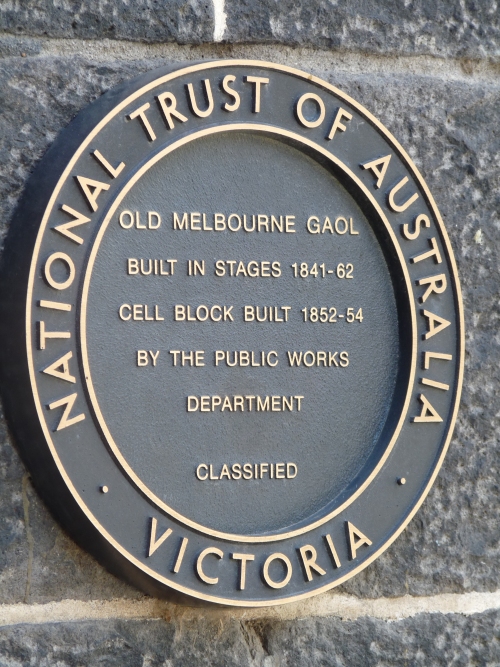 NATIONAL TRUST OF AUSTRALIA
OLD MELBOURNE GAOL
BUILT IN STAGES 1841-62
CELL BLOCK BUILT 1852-54
BY THE PUBLIC WORKS
DEPARTMENT
CLASSIFIED
VICTORIA